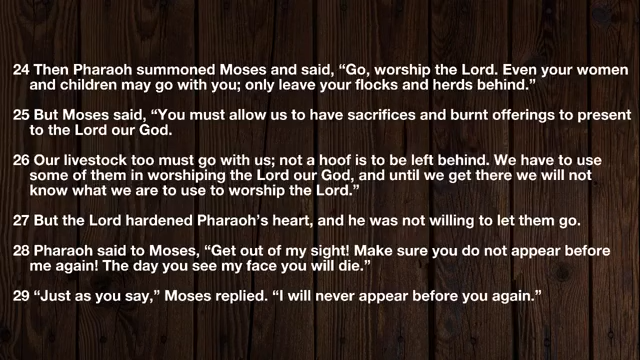 24 Then Pharaoh summoned Moses and said, “Go, worship the Lord. Even your women
and children may go with you; only leave your flocks and herds behind.”
25 But Moses said, “You must allow us to have sacrifices and burnt offerings to present
to the Lord our God.
26 Our livestock too must go with us; not a hoof is to be left behind. We have to use
some of them in worshiping the Lord our God, and until we get there we will not
know what we are to use to worship the Lord.”
27 But the Lord hardened Pharaoh’s heart, and he was not willing to let them go.
28 Pharaoh said to Moses, “Get out of my sight! Make sure you do not appear before
me again! The day you see my face you will die.”
29 “Just as you say,” Moses replied. “I will never appear before you again.”